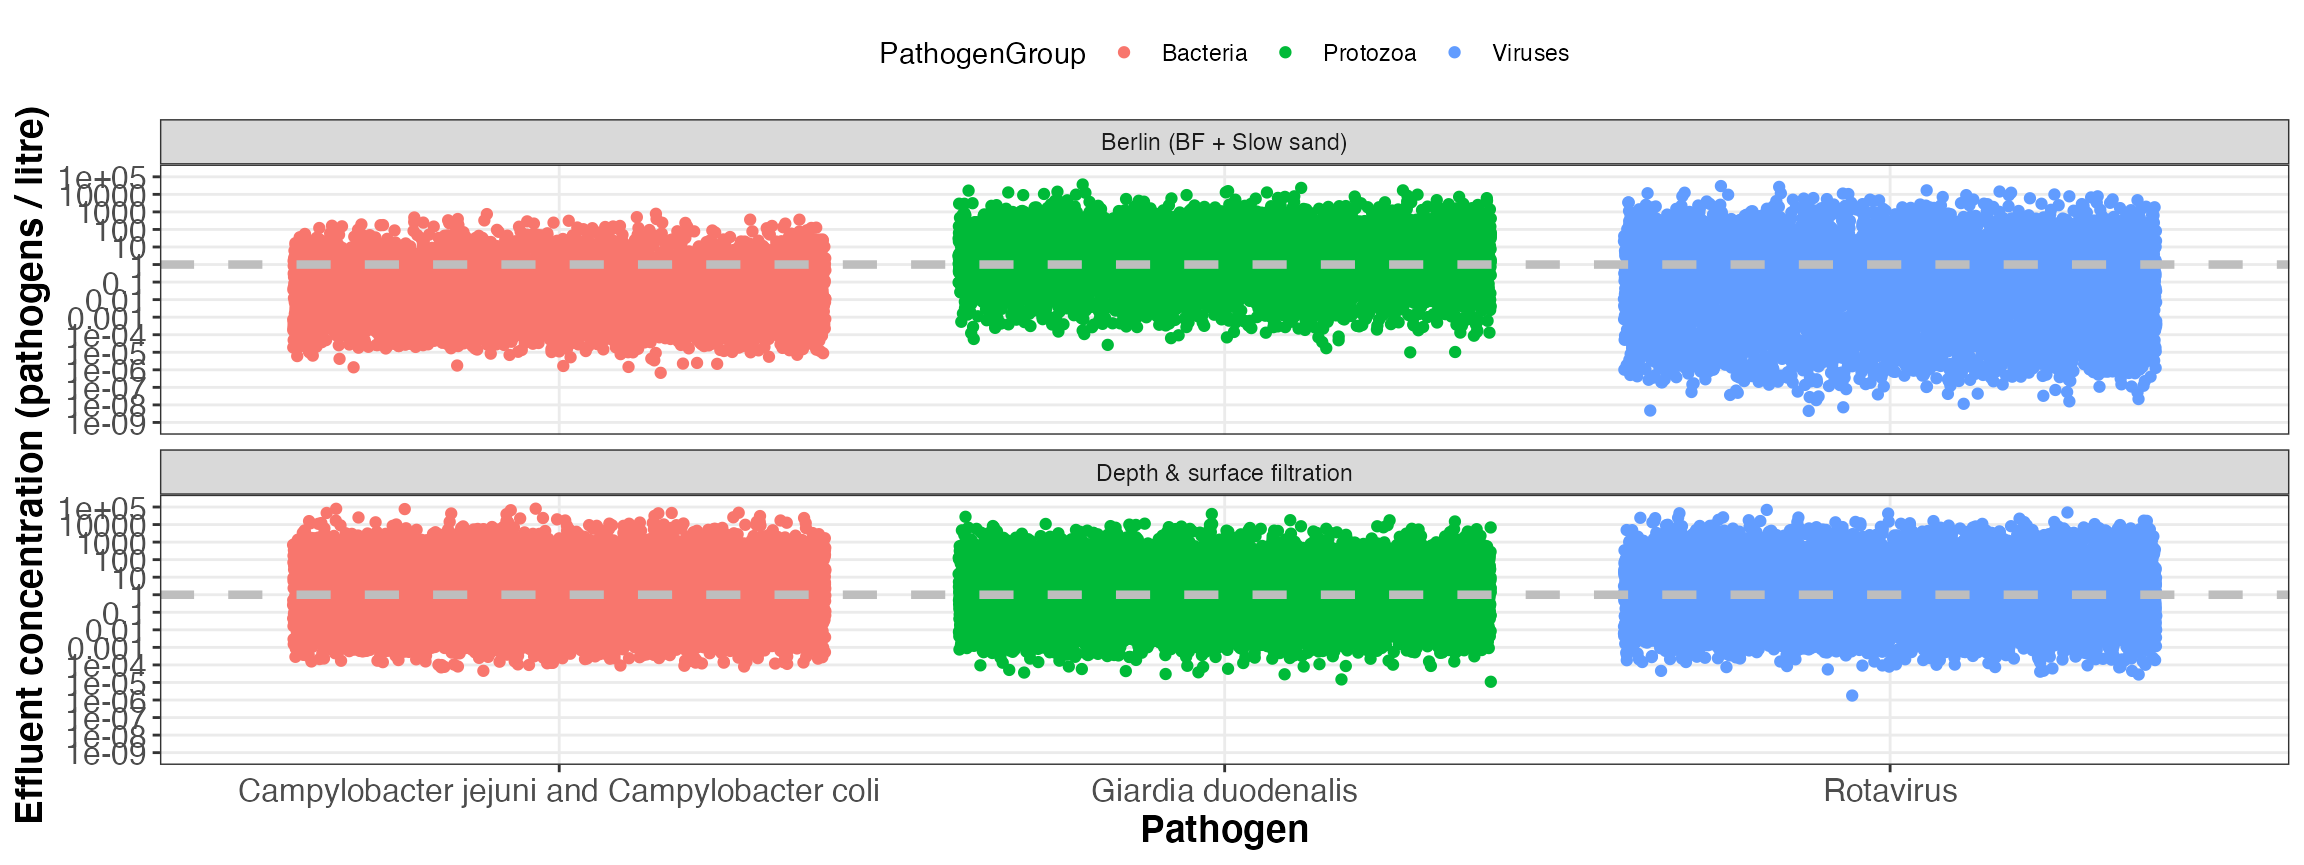 PathogenGroup Bacteria Protozoa Viruses
Effluent concentration (pathogens / litre)
Berlin (BF + Slow sand)
1e+05
10000
1000
100
10
1
0.1
0.01
0.001
1e-04
1e-05
1e-06
1e-07
1e-08
1e-09
Depth & surface filtration
1e+05
10000
1000
100
10
1
0.1
0.01
0.001
1e-04
1e-05
1e-06
1e-07
1e-08
1e-09
Campylobacter jejuni and Campylobacter coli Giardia duodenalis Rotavirus
Pathogen